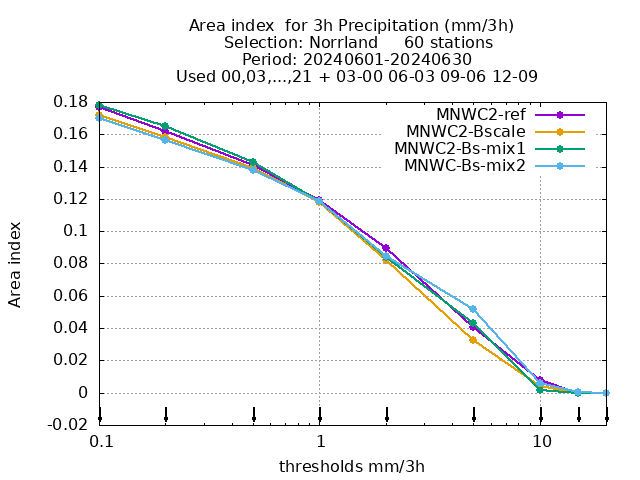 Area index  for 3h Precipitation (mm/3h)
Selection: Norrland     60 stations
Period: 20240601-20240630
Used 00,03,...,21 + 03-00 06-03 09-06 12-09
MNWC2-ref
MNWC2-Bscale
MNWC2-Bs-mix1
MNWC-Bs-mix2
0.18
0.16
0.14
0.12
0.1
0.08
0.06
0.04
0.02
0
-0.02
Area index
0.1 1 10
thresholds mm/3h